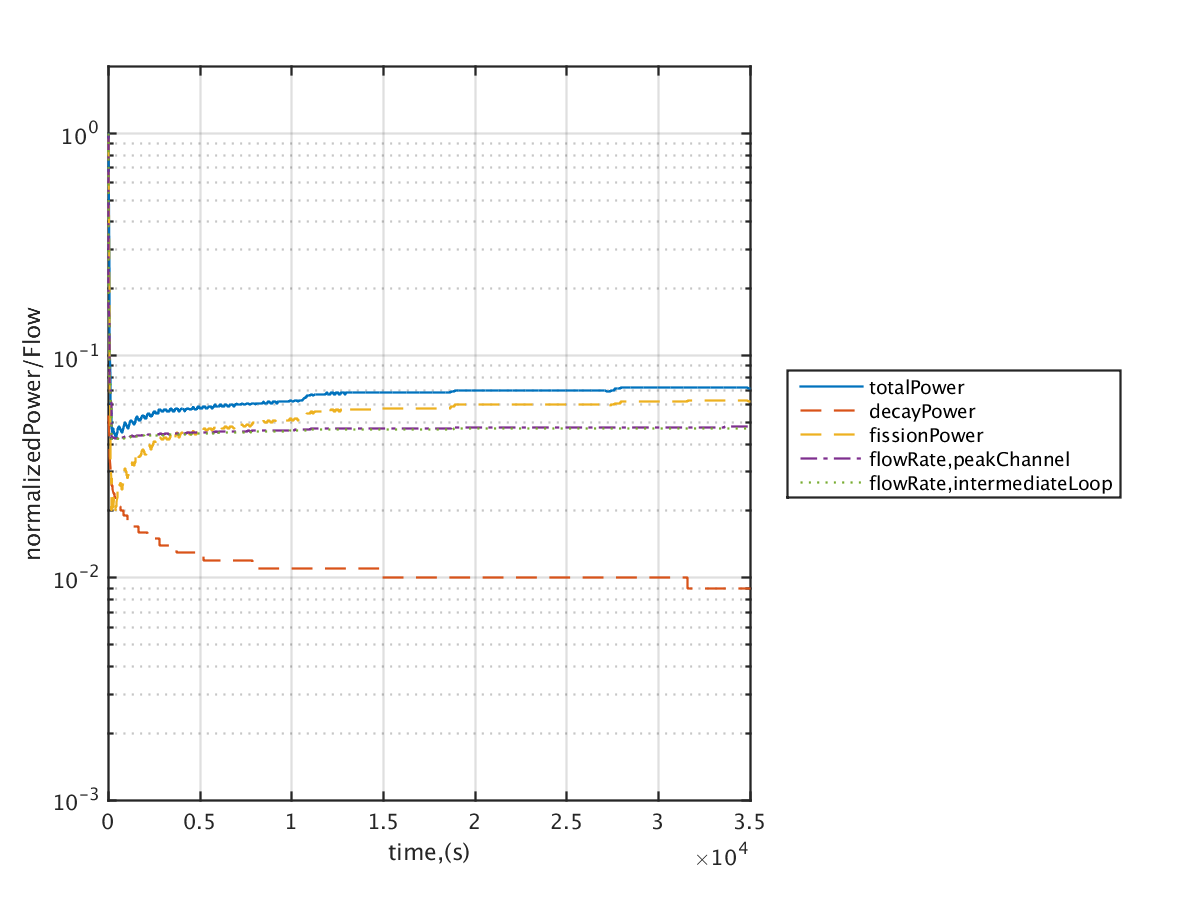 10^0
10^-1
10^-2
10^-3
normalizedPower/Flow
0 0.5 1 1.5 2 2.5 3 3.5
time,(s)
×10^4
totalPower
decayPower
fissionPower
flowRate,peakChannel
flowRate,intermediateLoop